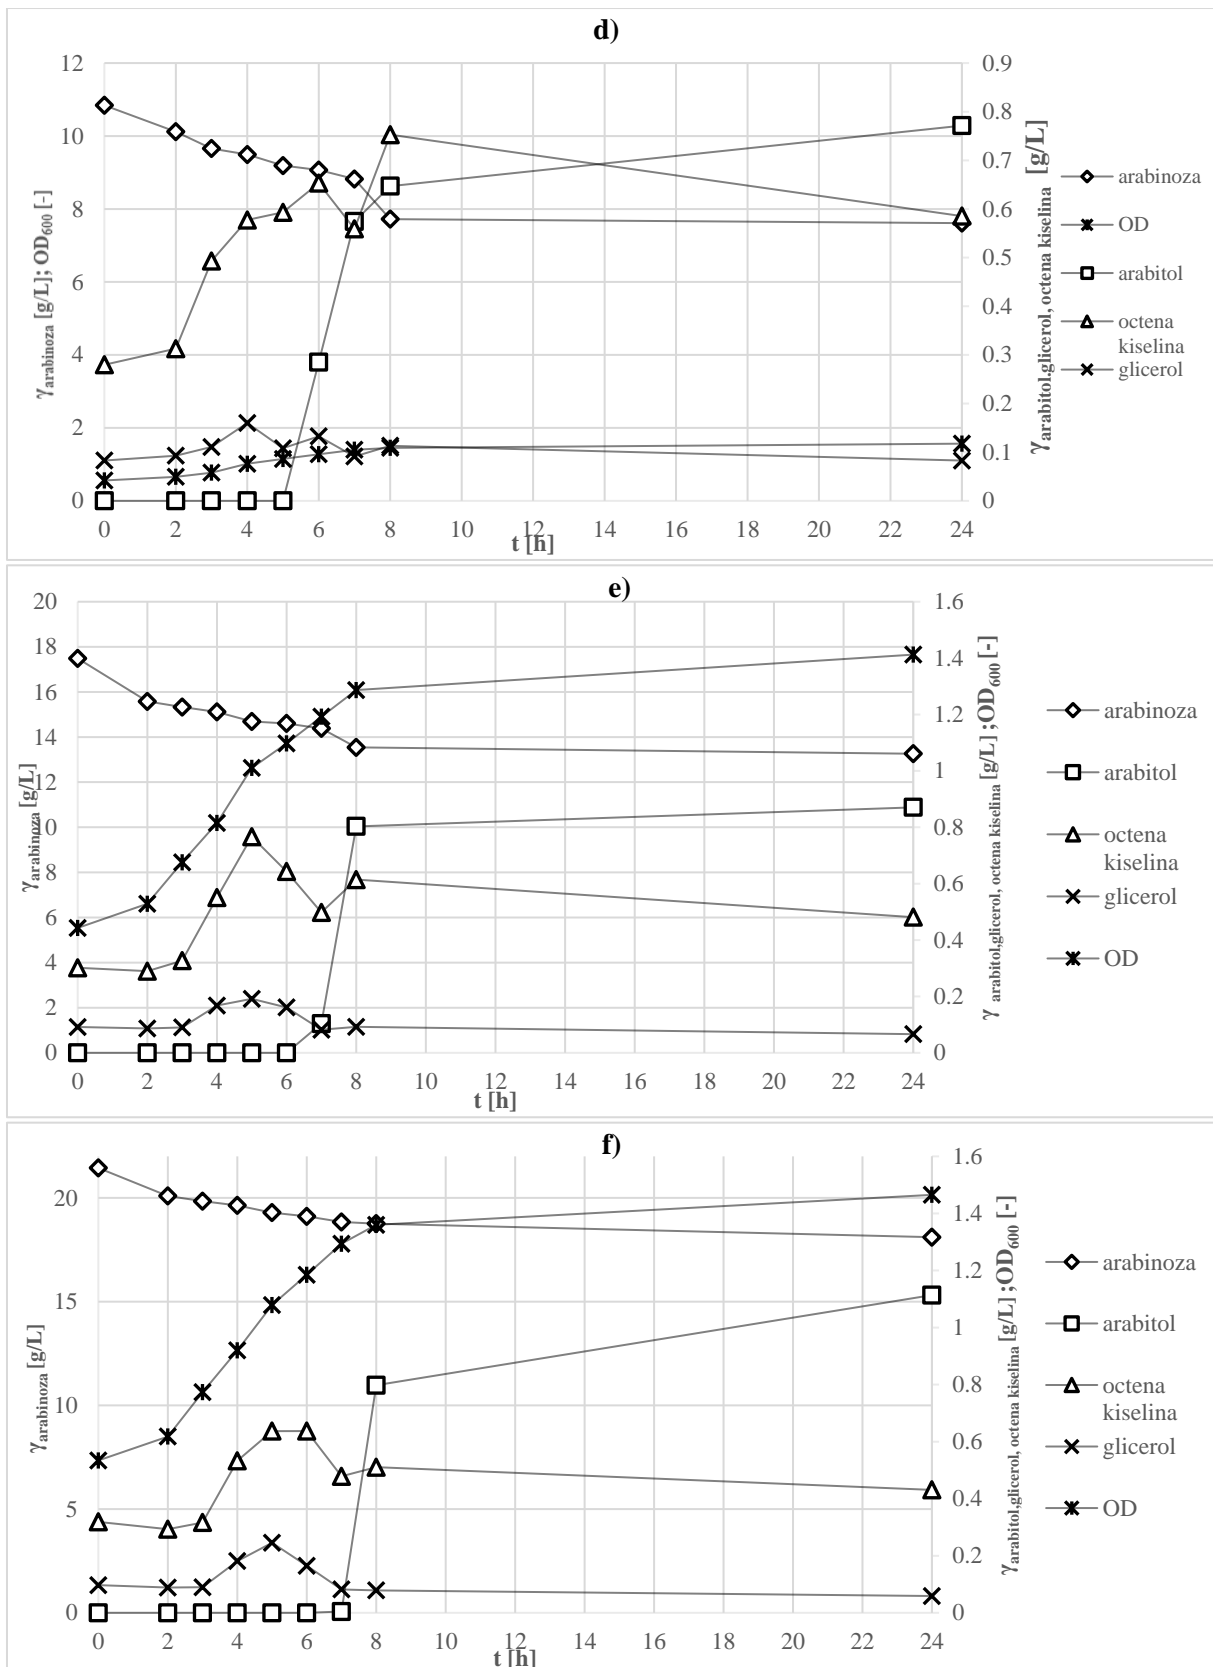 d)
12
10
8
6
4
2
0
0.9
0.8
0.7
0.6
0.5
0.4
0.3
0.2
0.1
0
0 2 4 6 8 10 12 14 16 18 20 22 24
t [h]
γarabinoza [g/L]; OD600 [-]
γarabitol.glicerol, octena kiselina [g/L]
arabinoza
OD
arabitol
octena
kiselina
glicerol
e)
20
18
16
14
12
10
8
6
4
2
0
1.6
1.4
1.2
1
0.8
0.6
0.4
0.2
0
0 2 4 6 8 10 12 14 16 18 20 22 24
t [h]
γarabinoza [g/L]
γ arabitol,glicerol, octena kiselina [g/L] ;OD600 [-]
arabinoza
arabitol
octena
kiselina
glicerol
OD
f)
20
15
10
5
0
1.6
1.4
1.2
1
0.8
0.6
0.4
0.2
0
0 2 4 6 8 10 12 14 16 18 20 22 24
t [h]
γarabinoza [g/L]
γarabitol,glicerol, octena kiselina [g/L] ;OD600 [-]
arabinoza
arabitol
octena
kiselina
glicerol
OD